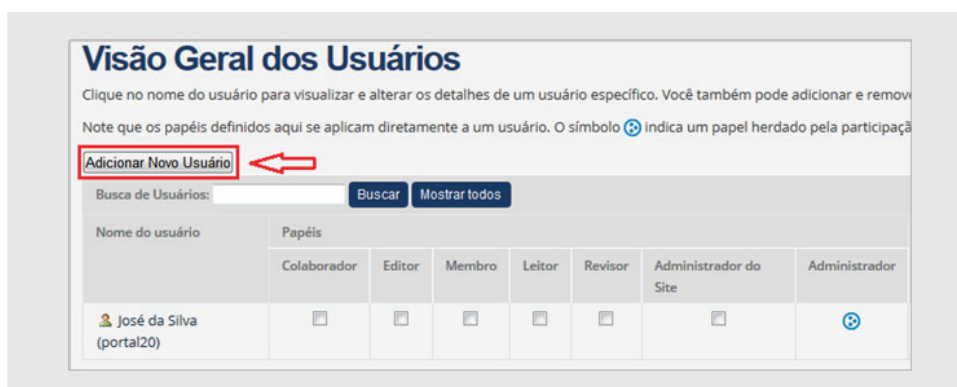 Visão Geral dos Usuários
Clique no nome do usuário para visualizar e alterar os detalhes de um usuário específico. Você também pode adicionar e remov
Note que os papéis definidos aqui se aplicam diretamente a um usuário. O símbolo indica um papel herdado pela participaçã
Adicionar Novo Usuário
Busca de Usuários: Buscar Mostrar todos
Nome do usuário Papéis
Colaborador Editor Membro Leitor Revisor Administrador do Administrador
Site
José da Silva
(portal20)